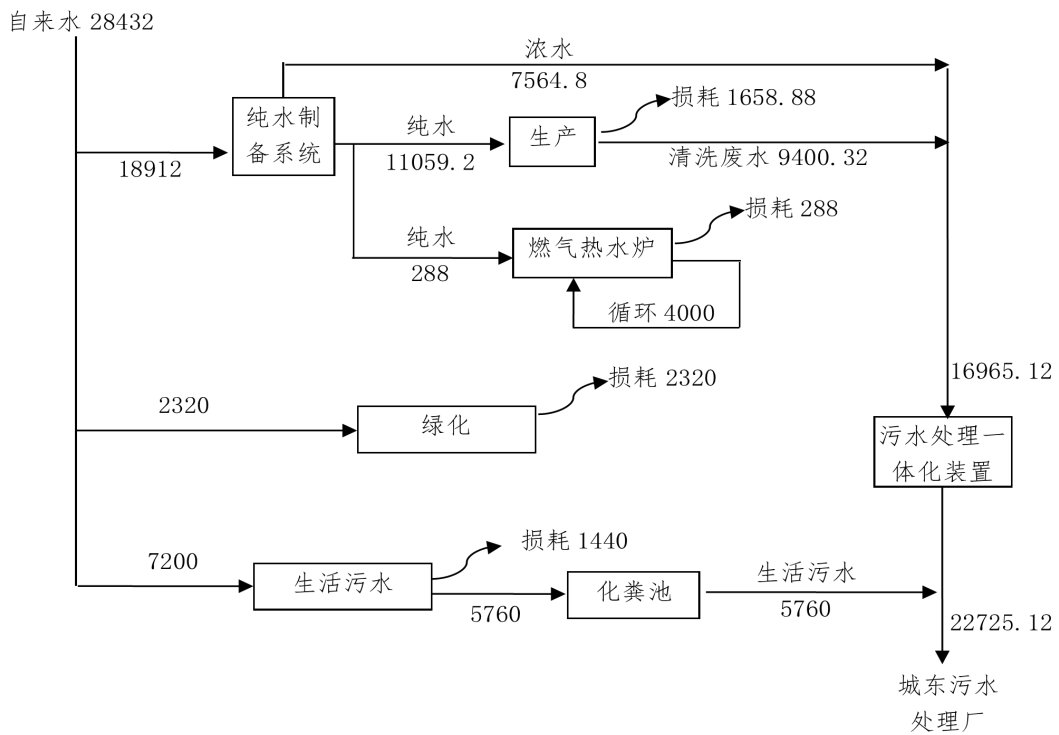 自来水 28432
浓水
7564.8
纯水制
备系统
18912
纯水
11059.2
生产
损耗 1658.88
清洗废水 9400.32
纯水
288
燃气热水炉
损耗 288
循环 4000
16965.12
2320
绿化
损耗 2320
污水处理一
体化装置
7200
生活污水
损耗 1440
5760
化粪池
生活污水
5760
22725.12
城东污水
处理厂